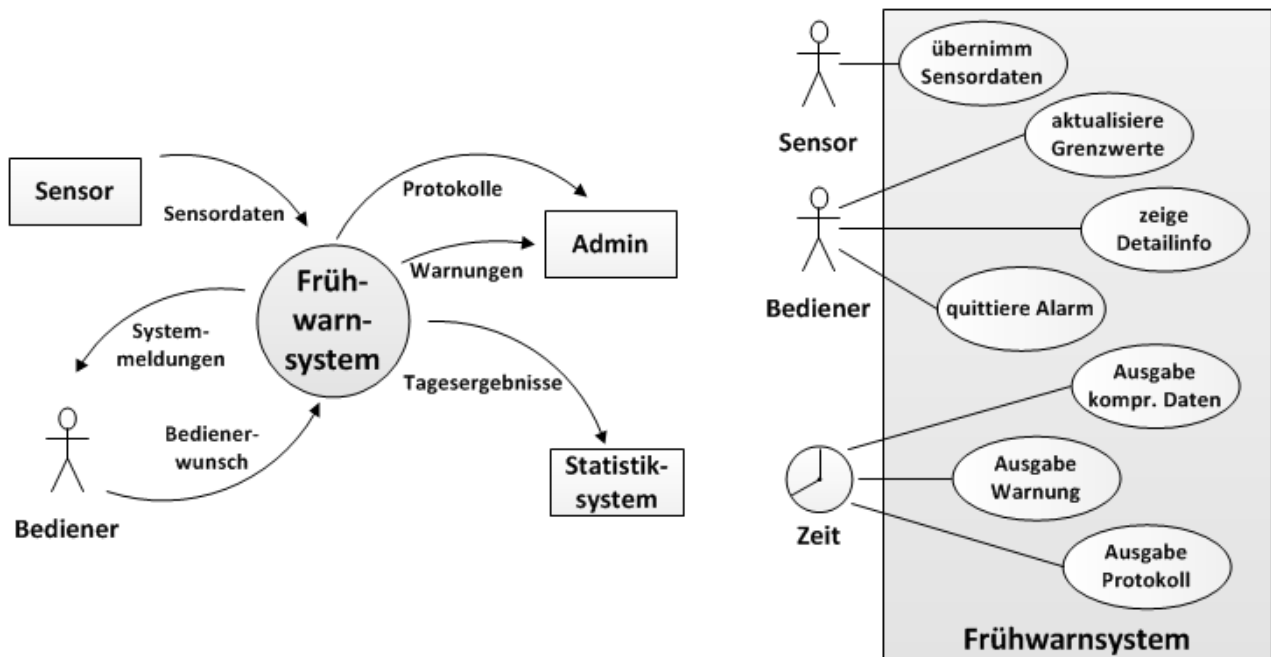 Sensor
Sensordaten
Protokolle
Admin
Warnungen
Früh-
warn-
system
System-
meldungen
Tagesergebnisse
Bediener-
wunsch
Bediener
Statistik-
system
übernimm
Sensordaten
Sensor
aktualisiere
Grenzwerte
zeige
Detailinfo
Bediener
quittiere Alarm
Ausgabe
kompr. Daten
Ausgabe
Warnung
Zeit
Ausgabe
Protokoll
Frühwarnsystem